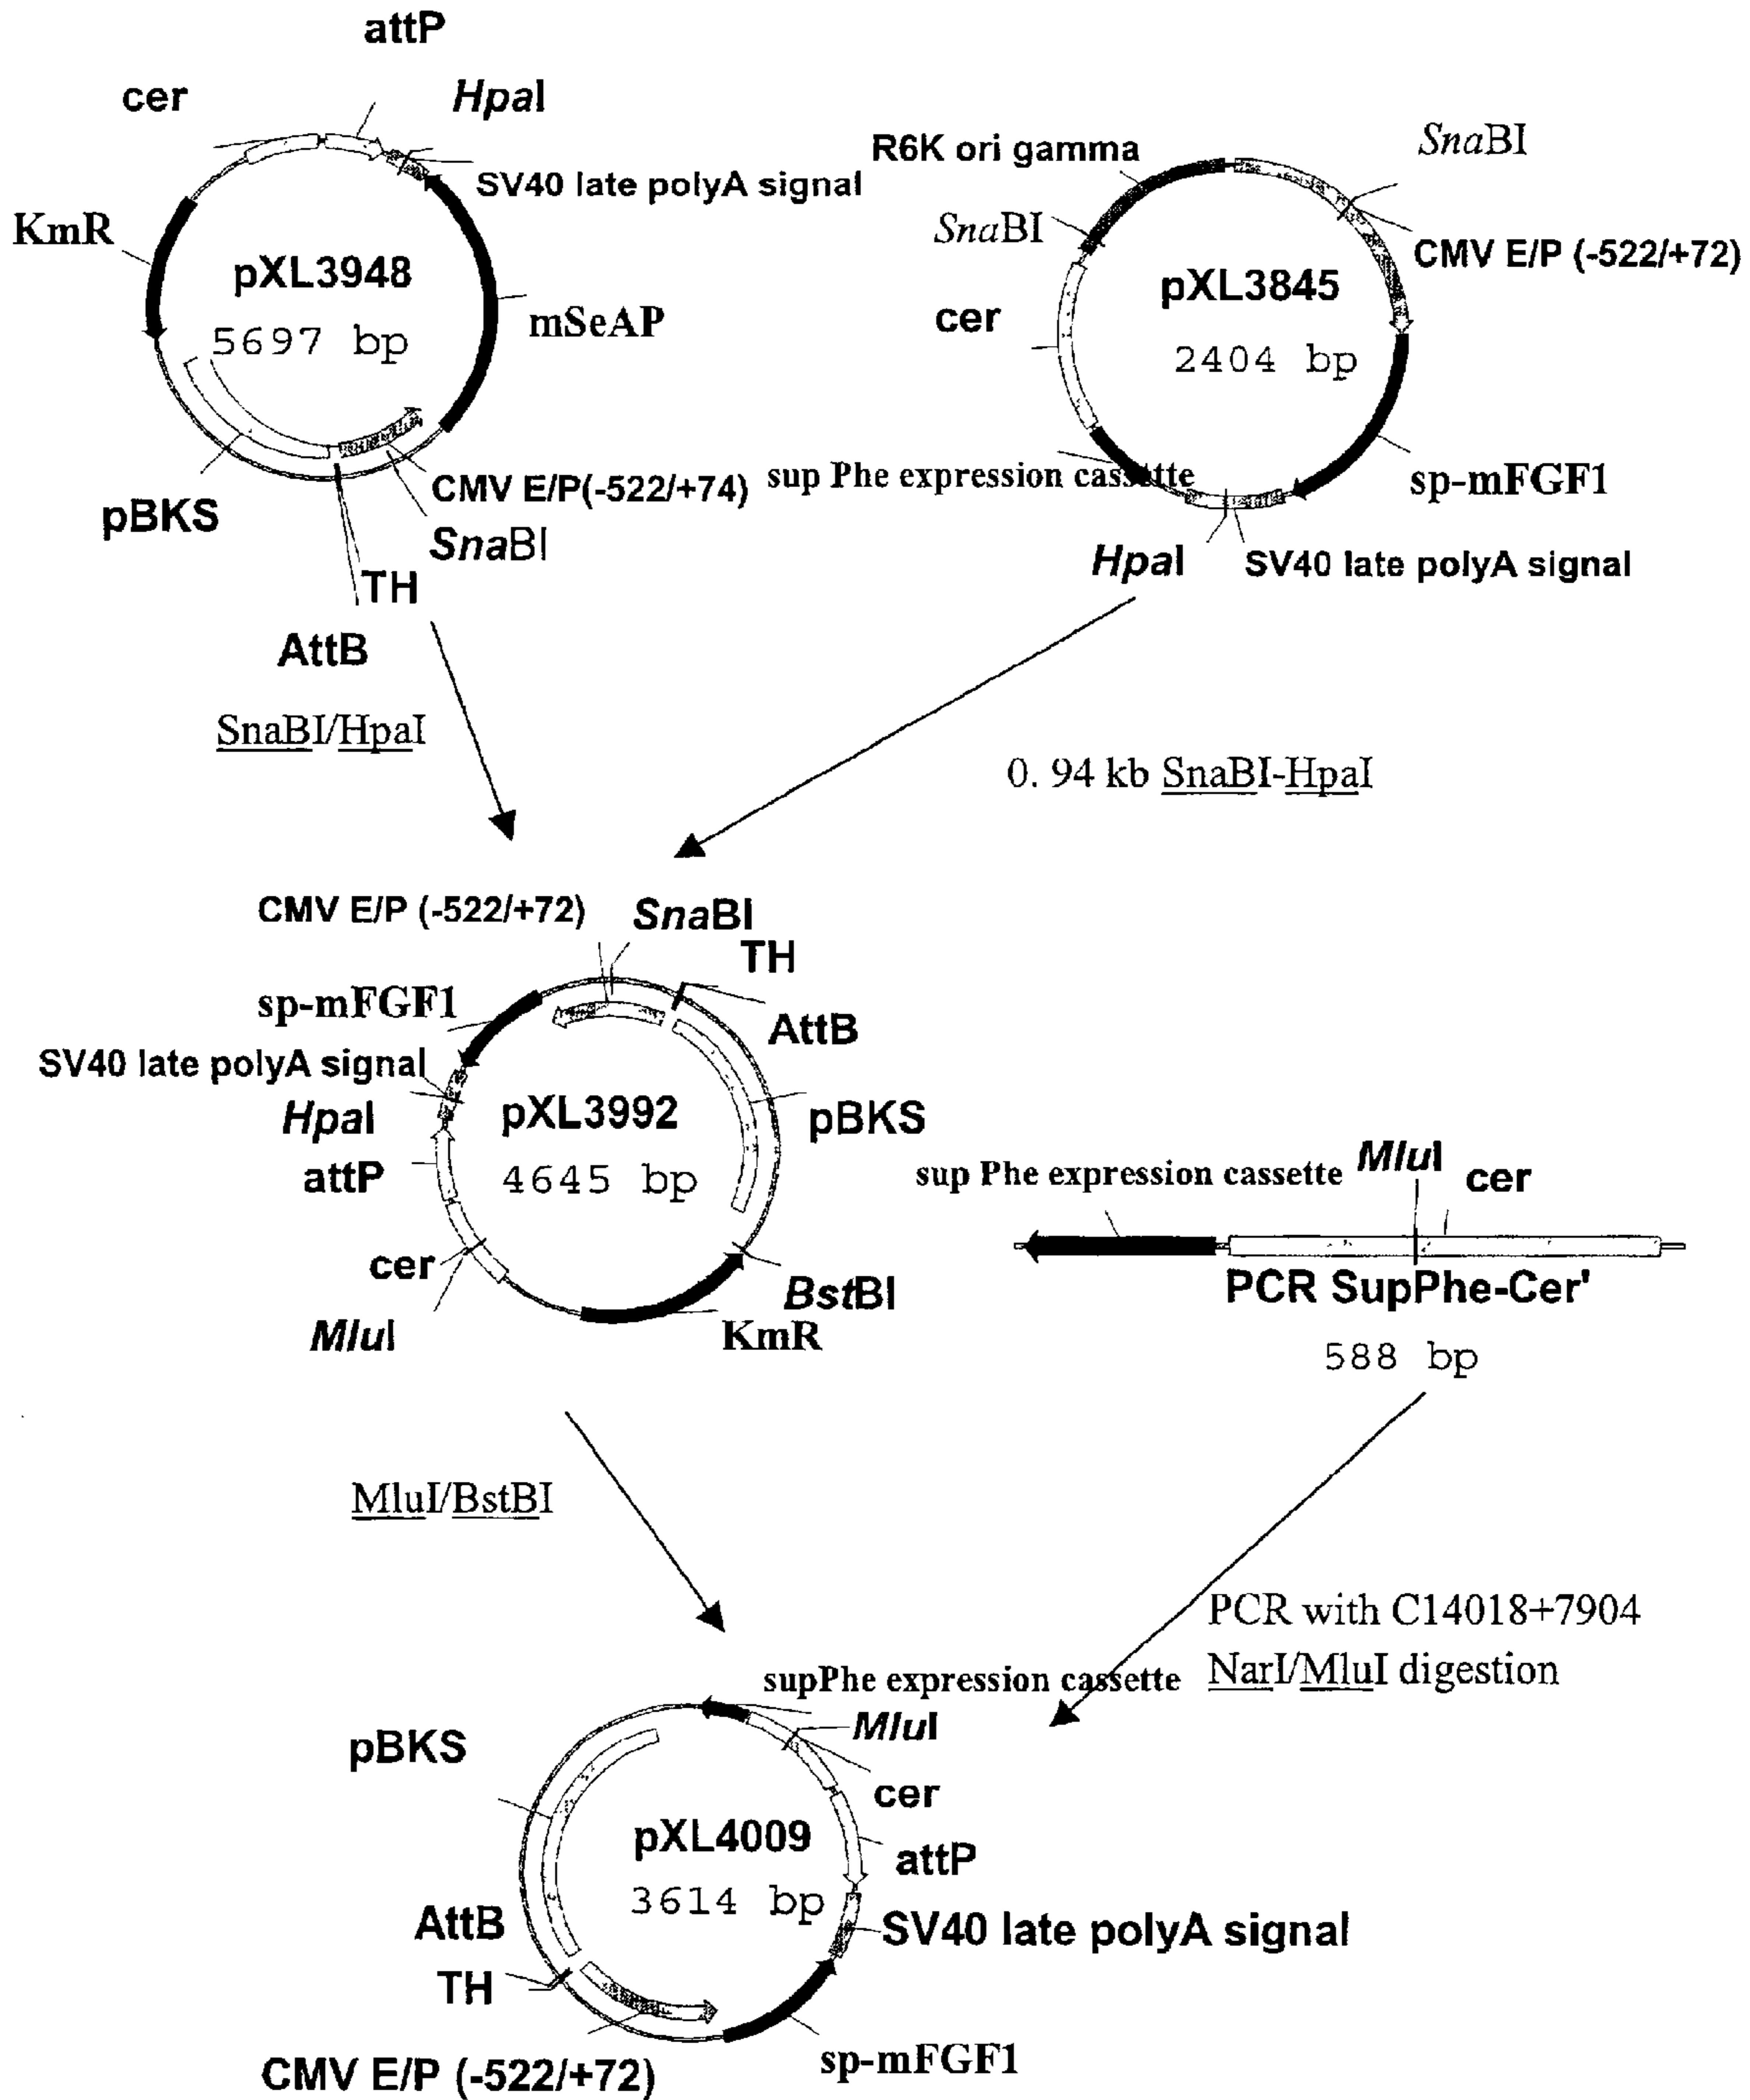 attP
cer
HpaI
SV40 late polyA signal
KmR
pXL3948
5697 bp
mSeAP
CMV E/P(-522/+74)
pBKS
SnaBI
TH
AttB
R6K ori gamma
SnaBI
SnaBI
CMV E/P (-522/+72)
pXL3845
2404 bp
cer
sup Phe expression cassette
sp-mFGF1
HpaI
SV40 late polyA signal
SnaBI/HpaI
0. 94 kb SnaBI-HpaI
CMV E/P (-522/+72)
SnaBI
TH
sp-mFGF1
AttB
SV40 late polyA signal
HpaI
pXL3992
4645 bp
pBKS
attP
cer
BstBI
MluI
KmR
sup Phe expression cassette
MluI
cer
PCR SupPhe-Cer'
588 bp
MluI/BstBI
PCR with C14018+7904
NarI/MluI digestion
supPhe expression cassette
MluI
pBKS
cer
pXL4009
3614 bp
attP
AttB
SV40 late polyA signal
TH
sp-mFGF1
CMV E/P (-522/+72)